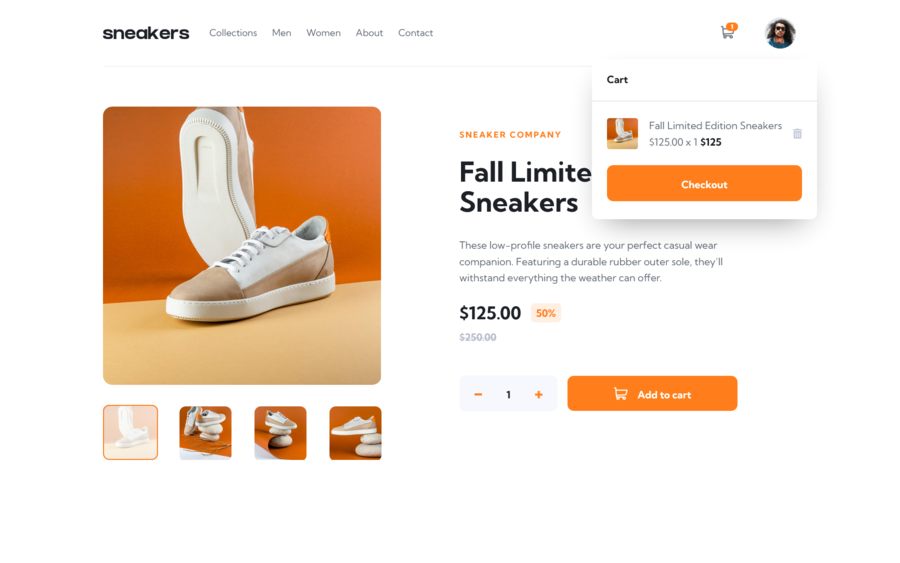 sneakers
Collections Men Women About Contact
1
Cart
Fall Limited Edition Sneakers
$125.00 x 1 $125
Checkout
SNEAKER COMPANY
Fall Limite
Sneakers
These low-profile sneakers are your perfect casual wear
companion. Featuring a durable rubber outer sole, they'll
withstand everything the weather can offer.
$125.00 50%
$250.00
− 1 +
Add to cart